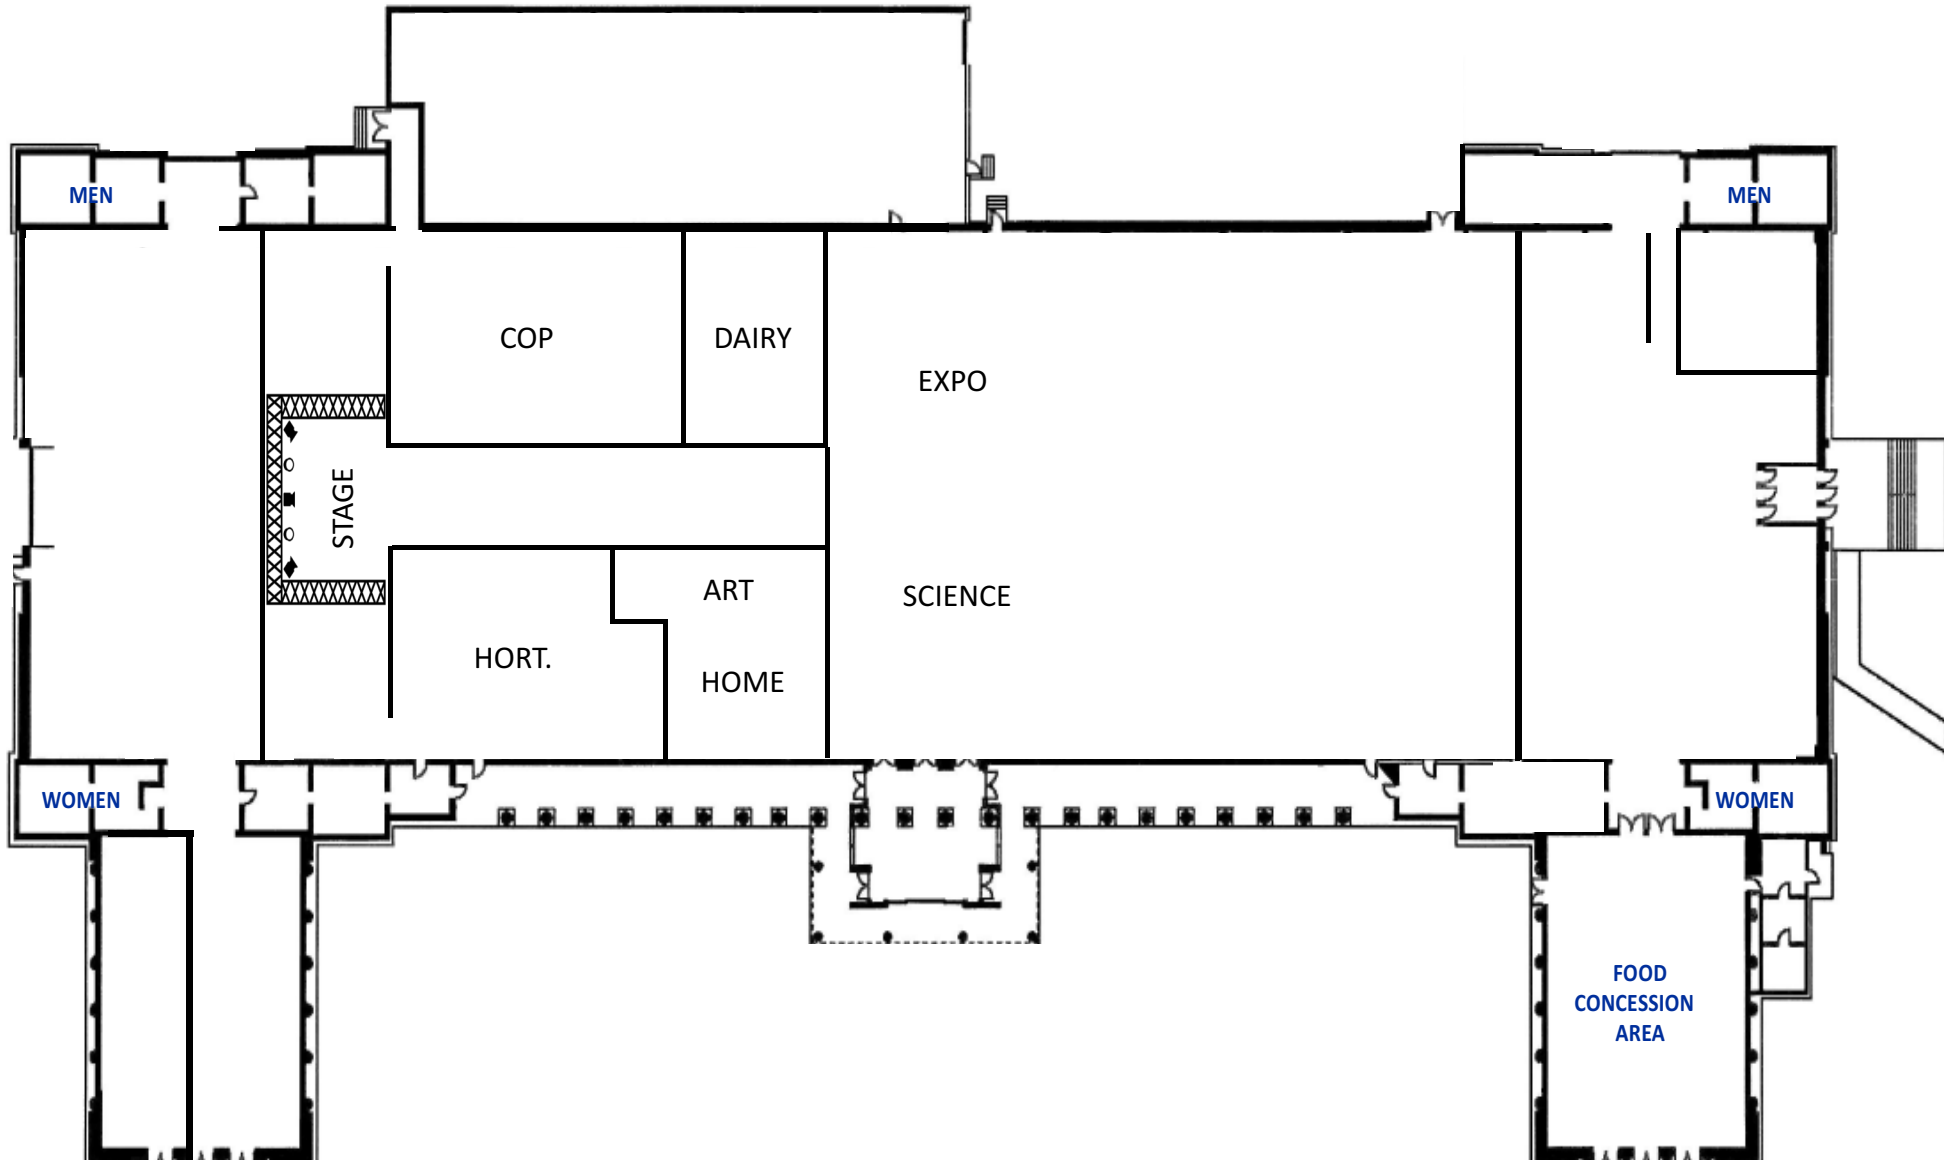 MEN
MEN
COP
DAIRY
EXPO
STAGE
ART
SCIENCE
HORT.
HOME
WOMEN
WOMEN
FOOD
CONCESSION
AREA